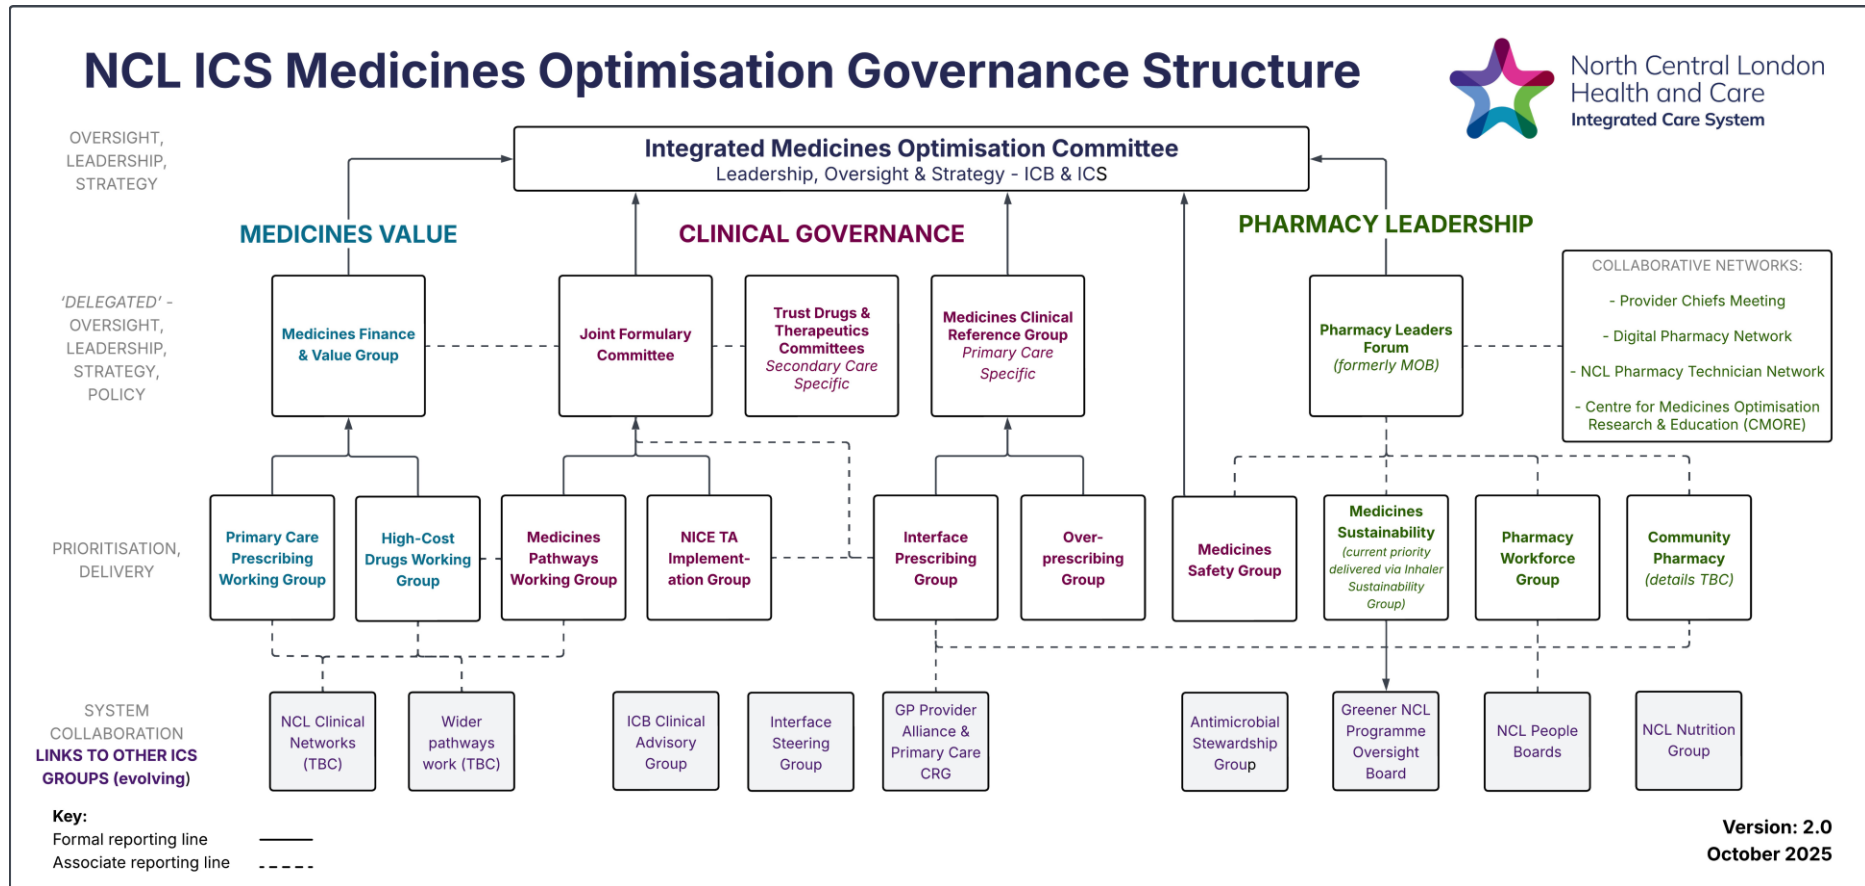 NCL ICS Medicines Optimisation Governance Structure
North Central London
Health and Care
Integrated Care System
OVERSIGHT,
LEADERSHIP,
STRATEGY
Integrated Medicines Optimisation Committee
Leadership, Oversight & Strategy - ICB & ICS
MEDICINES VALUE
CLINICAL GOVERNANCE
PHARMACY LEADERSHIP
‘DELEGATED’ -
OVERSIGHT,
LEADERSHIP,
STRATEGY,
POLICY
Medicines Finance
& Value Group
Joint Formulary
Committee
Trust Drugs &
Therapeutics
Committees
Secondary Care
Specific
Medicines Clinical
Reference Group
Primary Care
Specific
Pharmacy Leaders
Forum
(formerly MOB)
COLLABORATIVE NETWORKS:
- Provider Chiefs Meeting
- Digital Pharmacy Network
- NCL Pharmacy Technician Network
- Centre for Medicines Optimisation
Research & Education (CMORE)
PRIORITISATION,
DELIVERY
Primary Care
Prescribing
Working Group
High-Cost
Drugs Working
Group
Medicines
Pathways
Working Group
NICE TA
Implement-
ation Group
Interface
Prescribing
Group
Over-
prescribing
Group
Medicines
Safety Group
Medicines
Sustainability
(current priority
delivered via Inhaler
Sustainability
Group)
Pharmacy
Workforce
Group
Community
Pharmacy
(details TBC)
SYSTEM
COLLABORATION
LINKS TO OTHER ICS
GROUPS (evolving)
NCL Clinical
Networks
(TBC)
Wider
pathways
work (TBC)
ICB Clinical
Advisory
Group
Interface
Steering
Group
GP Provider
Alliance &
Primary Care
CRG
Antimicrobial
Stewardship
Group
Greener NCL
Programme
Oversight
Board
NCL People
Boards
NCL Nutrition
Group
Key:
Formal reporting line
Associate reporting line
Version: 2.0
October 2025